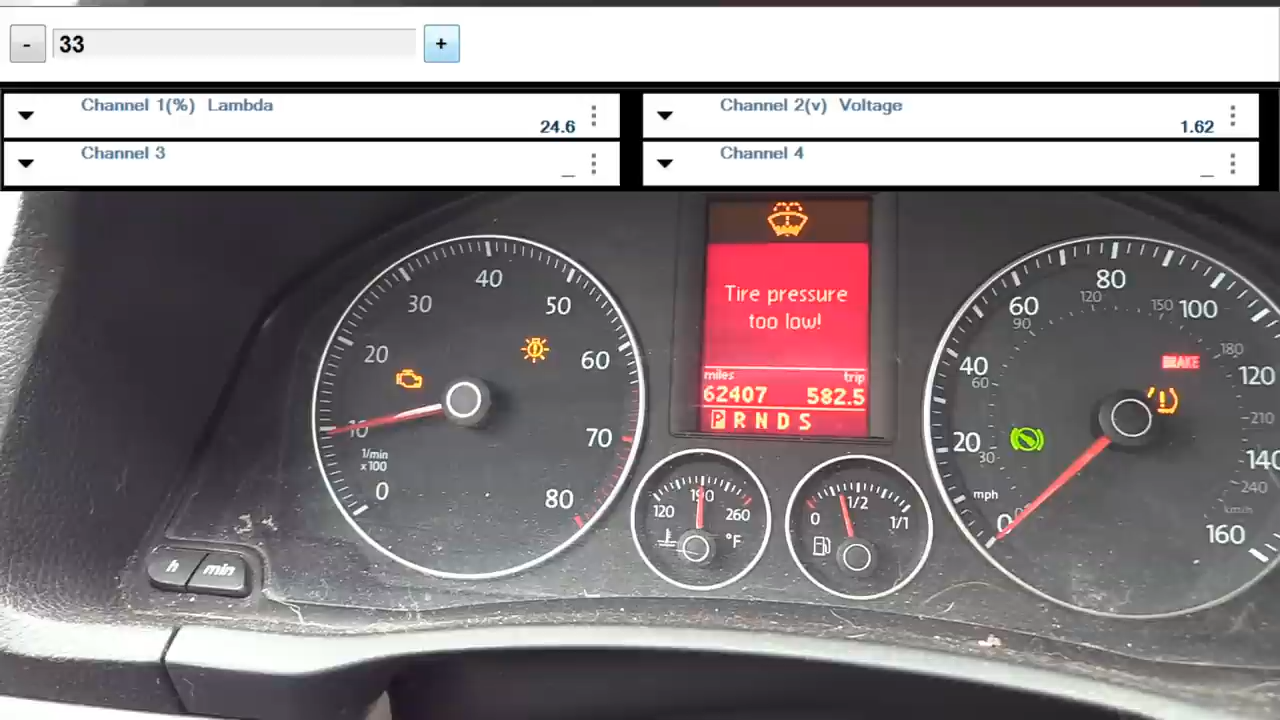 - 33 +
Channel 1(%) Lambda
24.6
Channel 2(v) Voltage
1.62
Channel 3
_
Channel 4
_
0
10
20
30
40
50
60
70
80
1/min
x100
Tire pressure
too low!
miles trip
62407 582.5
P R N D S
120 190 260
°F
0 1/2 1/1
0
20
40
60
80
100
120
140
160
mph
30
60
90
120
150
180
210
240
km/h
BRAKE
h min